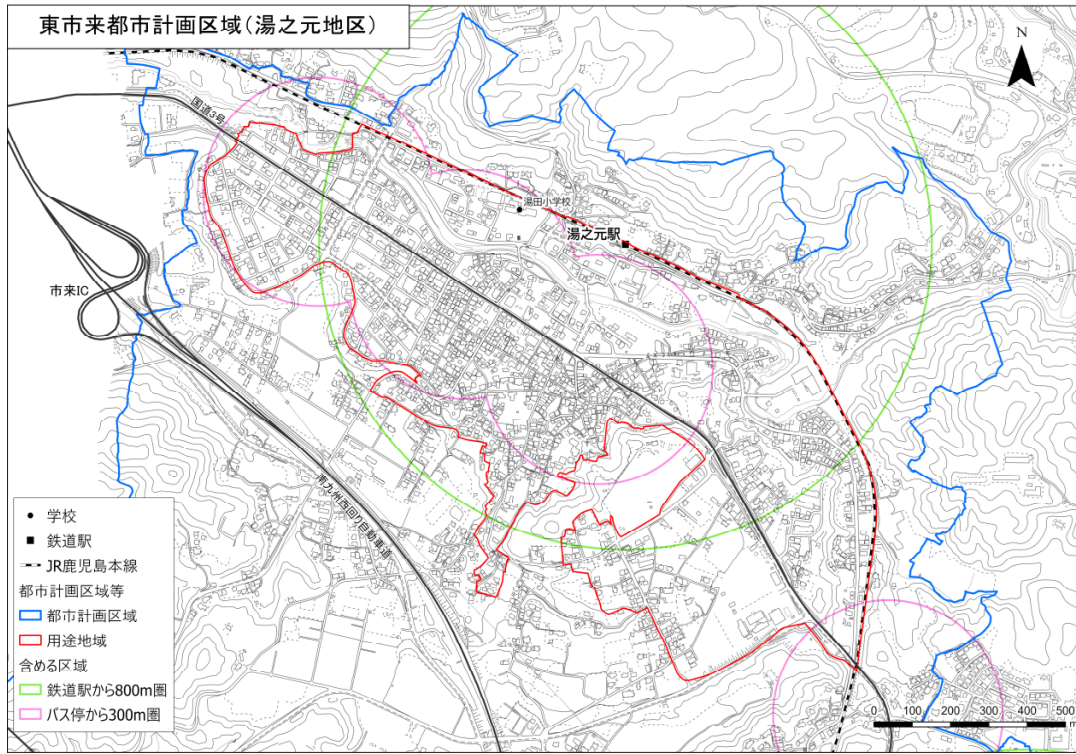 東市来都市計画区域(湯之元地区)
N
国道3号
湯田小学校
湯之元駅
市来IC
南九州西回り自動車道
学校
鉄道駅
JR鹿児島本線
都市計画区域等
都市計画区域
用途地域
含める区域
鉄道駅から800m圏
バス停から300m圏
0 100 200 300 400 500
m